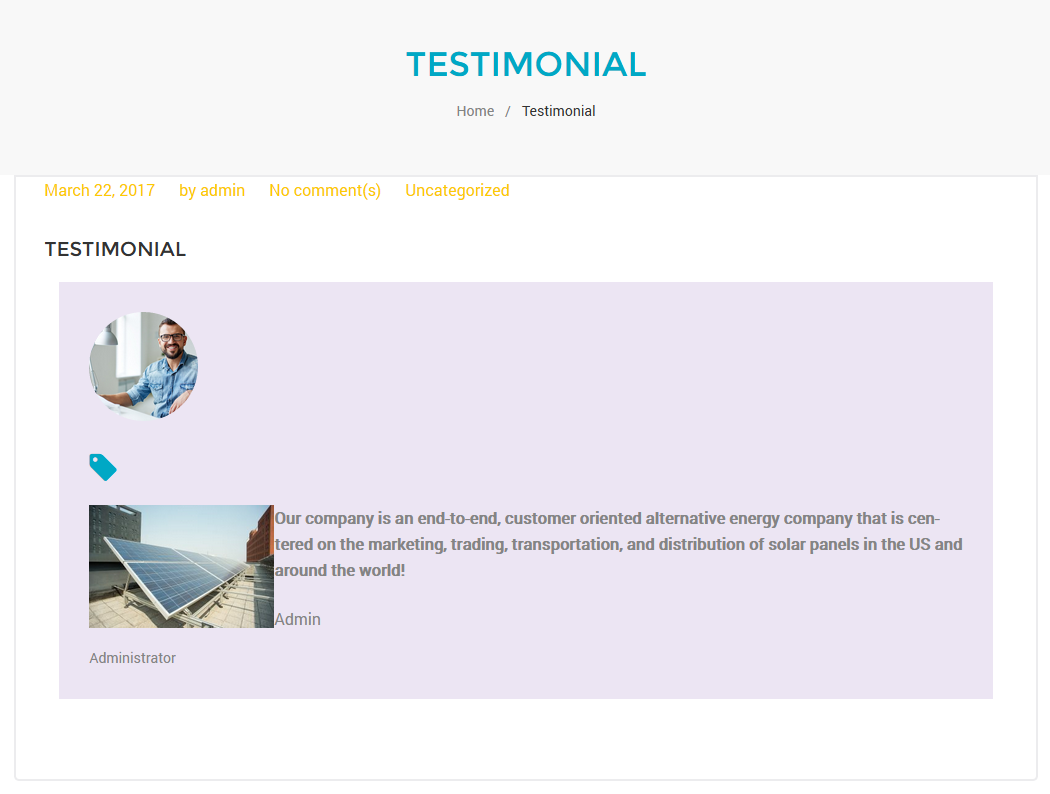 TESTIMONIAL
Home / Testimonial
March 22, 2017 by admin No comment(s) Uncategorized
TESTIMONIAL
Our company is an end-to-end, customer oriented alternative energy company that is cen-
tered on the marketing, trading, transportation, and distribution of solar panels in the US and
around the world!
Admin
Administrator